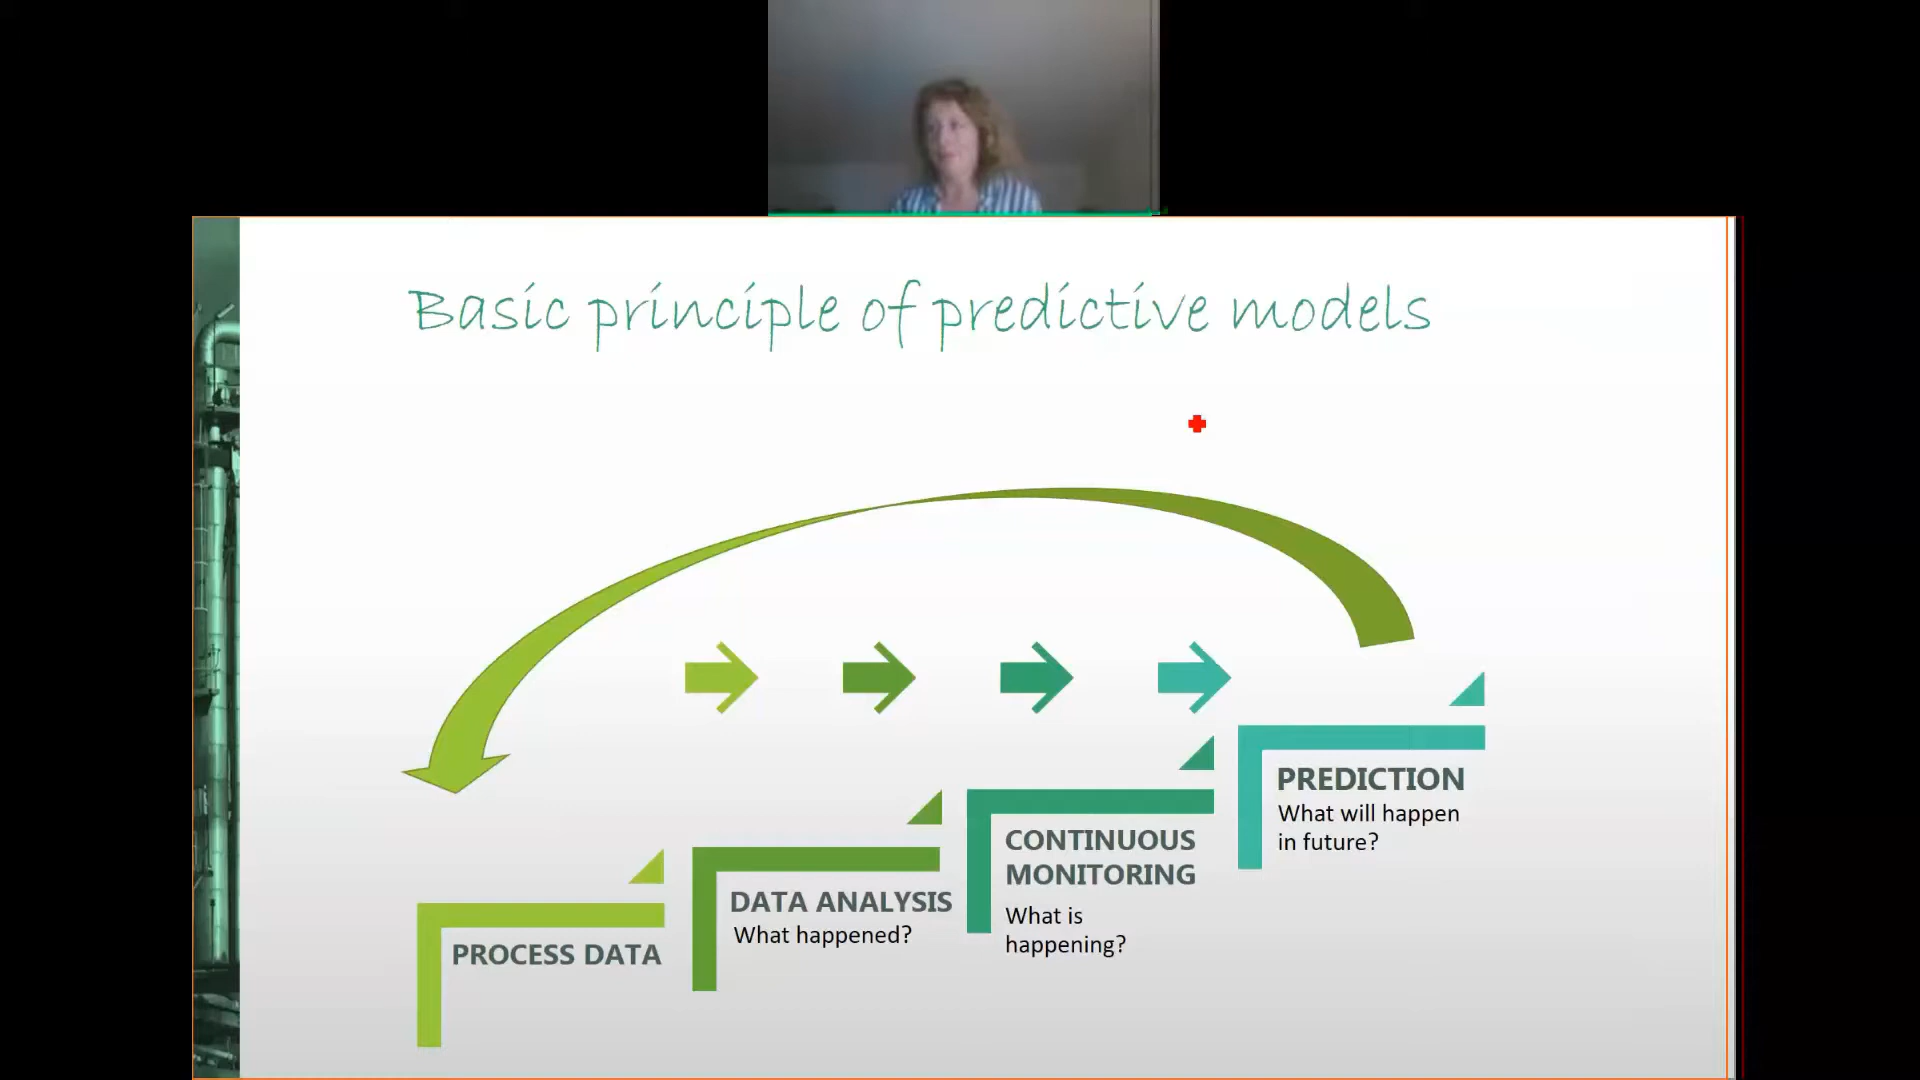 Basic principle of predictive models
PROCESS DATA
DATA ANALYSIS
What happened?
CONTINUOUS
MONITORING
What is
happening?
PREDICTION
What will happen
in future?